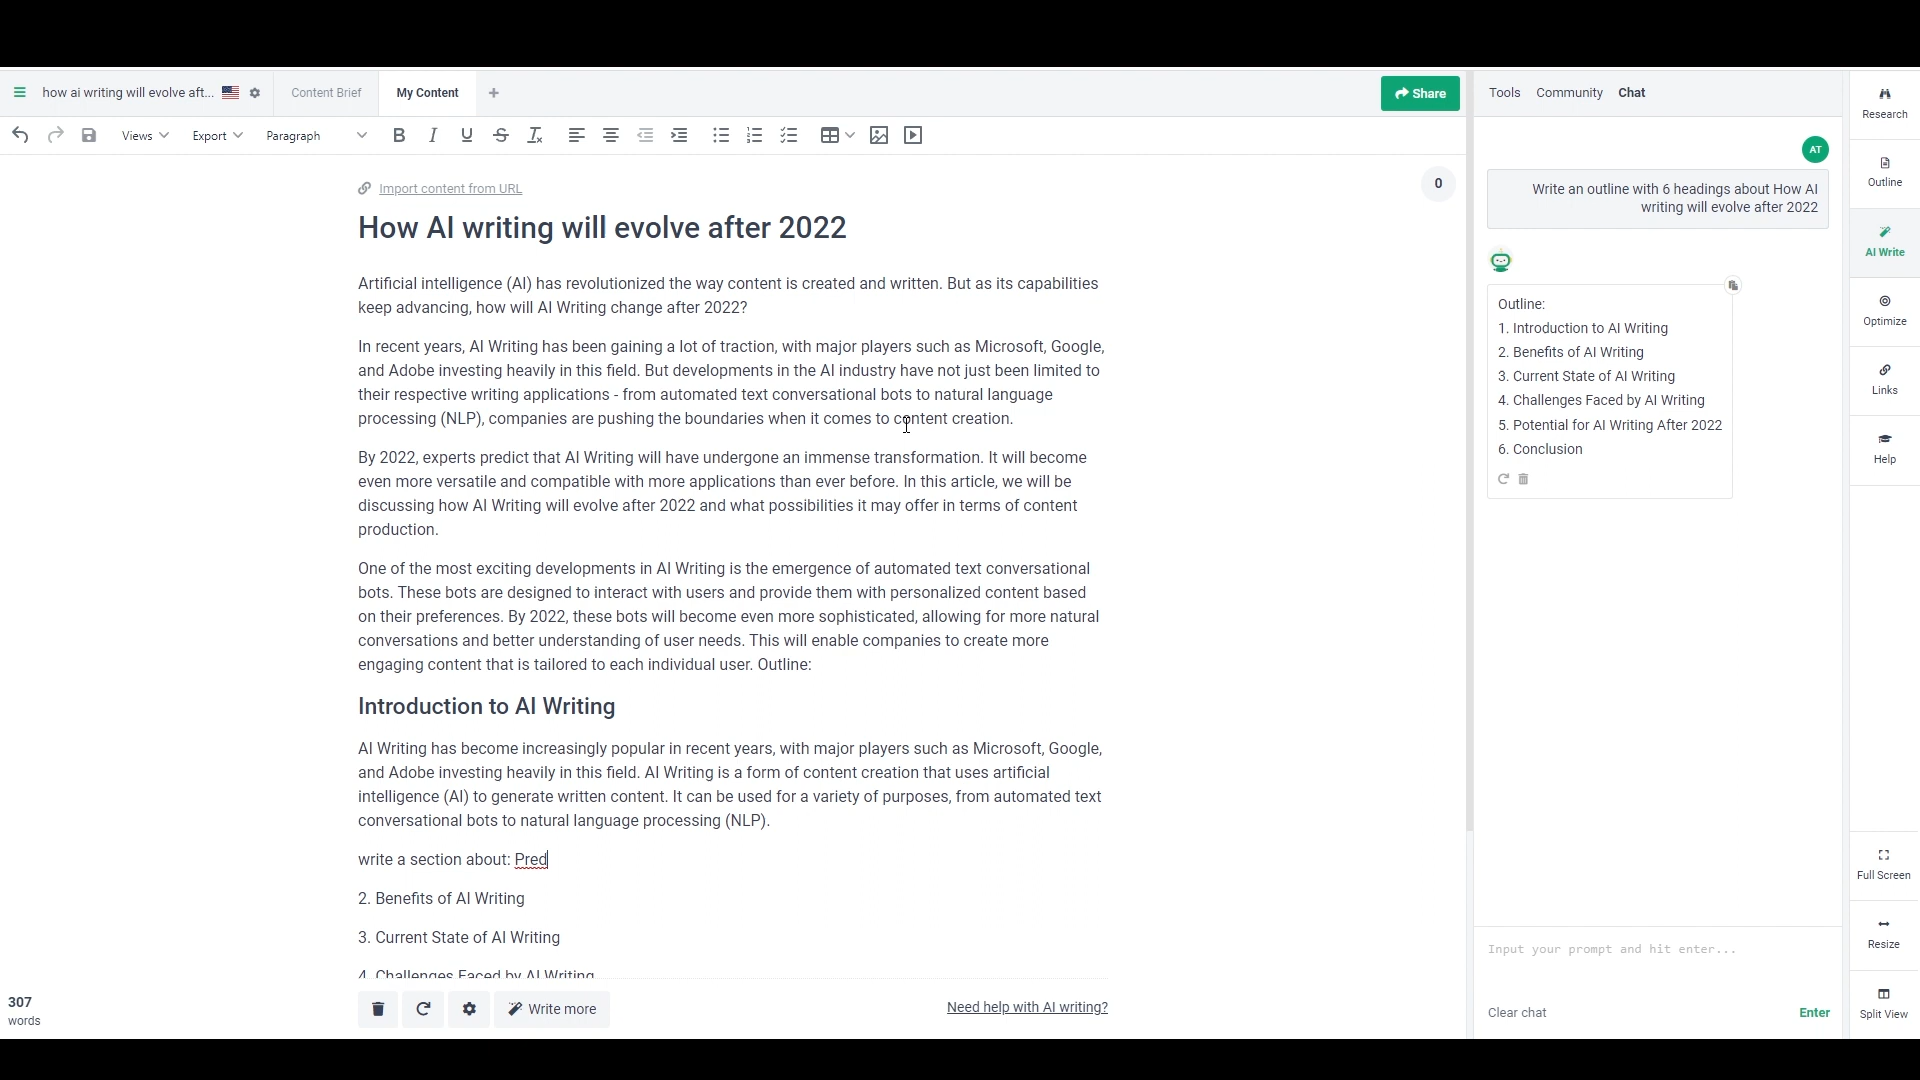 how ai writing will evolve aft...
Content Brief
My Content
Share
Tools
Community
Chat
Research
Views
Export
Paragraph
B
I
U
S
AT
Write an outline with 6 headings about How AI
writing will evolve after 2022
Import content from URL
0
How AI writing will evolve after 2022
Artificial intelligence (AI) has revolutionized the way content is created and written. But as its capabilities
keep advancing, how will AI Writing change after 2022?
In recent years, AI Writing has been gaining a lot of traction, with major players such as Microsoft, Google,
and Adobe investing heavily in this field. But developments in the AI industry have not just been limited to
their respective writing applications - from automated text conversational bots to natural language
processing (NLP), companies are pushing the boundaries when it comes to content creation.
By 2022, experts predict that AI Writing will have undergone an immense transformation. It will become
even more versatile and compatible with more applications than ever before. In this article, we will be
discussing how AI Writing will evolve after 2022 and what possibilities it may offer in terms of content
production.
One of the most exciting developments in AI Writing is the emergence of automated text conversational
bots. These bots are designed to interact with users and provide them with personalized content based
on their preferences. By 2022, these bots will become even more sophisticated, allowing for more natural
conversations and better understanding of user needs. This will enable companies to create more
engaging content that is tailored to each individual user. Outline:
Introduction to AI Writing
AI Writing has become increasingly popular in recent years, with major players such as Microsoft, Google,
and Adobe investing heavily in this field. AI Writing is a form of content creation that uses artificial
intelligence (AI) to generate written content. It can be used for a variety of purposes, from automated text
conversational bots to natural language processing (NLP).
write a section about: Pred
2. Benefits of AI Writing
3. Current State of AI Writing
4. Challenges Faced by AI Writing
307
words
Write more
Need help with AI writing?
Outline:
1. Introduction to AI Writing
2. Benefits of AI Writing
3. Current State of AI Writing
4. Challenges Faced by AI Writing
5. Potential for AI Writing After 2022
6. Conclusion
Input your prompt and hit enter...
Clear chat
Enter
Outline
AI Write
Optimize
Links
Help
Full Screen
Resize
Split View